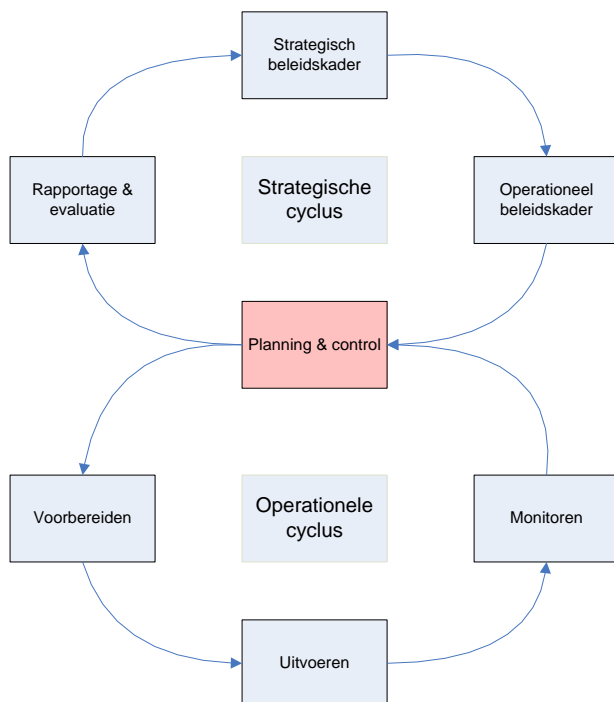 Strategisch
beleidskader
Rapportage &
evaluatie
Strategische
cyclus
Operationeel
beleidskader
Planning & control
Voorbereiden
Operationele
cyclus
Monitoren
Uitvoeren